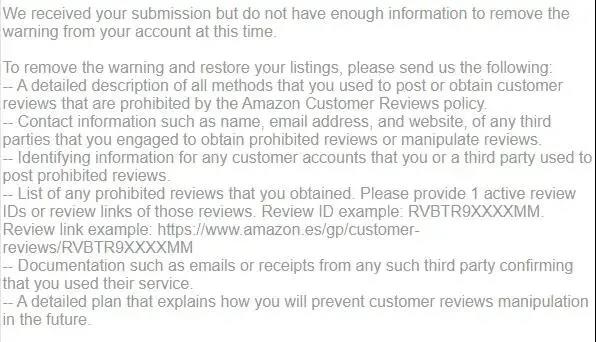 We received your submission but do not have enough information to remove the
warning from your account at this time.
To remove the warning and restore your listings, please send us the following:
-- A detailed description of all methods that you used to post or obtain customer
reviews that are prohibited by the Amazon Customer Reviews policy.
-- Contact information such as name, email address, and website, of any third
parties that you engaged to obtain prohibited reviews or manipulate reviews.
-- Identifying information for any customer accounts that you or a third party used to
post prohibited reviews.
-- List of any prohibited reviews that you obtained. Please provide 1 active review
IDs or review links of those reviews. Review ID example: RVBTR9XXXXMM.
Review link example: https://www.amazon.es/gp/customer-
reviews/RVBTR9XXXXMM
-- Documentation such as emails or receipts from any such third party confirming
that you used their service.
-- A detailed plan that explains how you will prevent customer reviews manipulation
in the future.